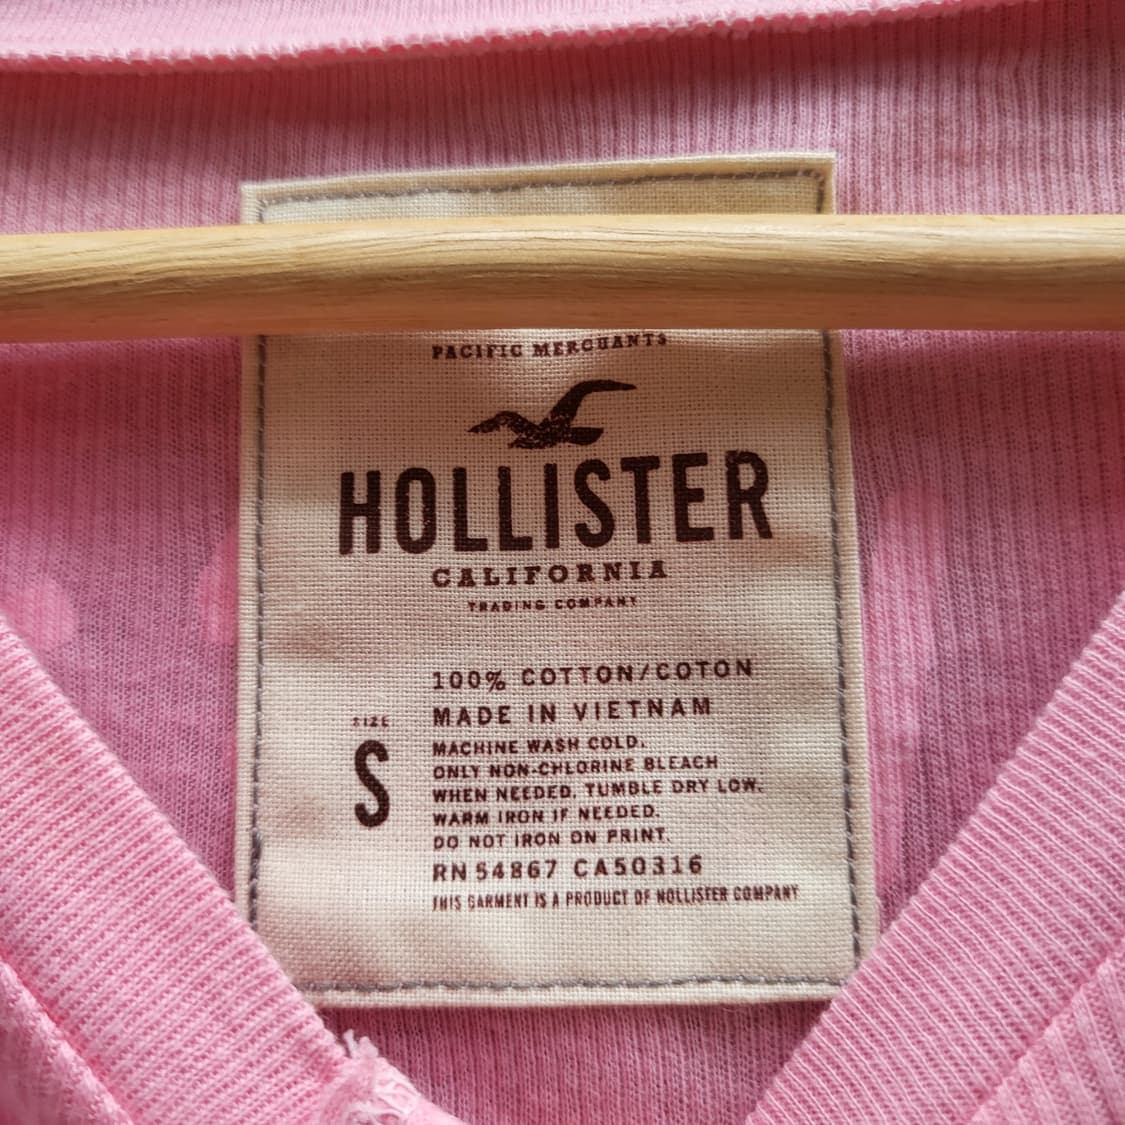 PACIFIC MERCHANTS
HOLLISTER
CALIFORNIA
TRADING COMPANY
100% COTTON/COTON
MADE IN VIETNAM
SIZE
S
MACHINE WASH COLD.
ONLY NON-CHLORINE BLEACH
WHEN NEEDED. TUMBLE DRY LOW.
WARM IRON IF NEEDED.
DO NOT IRON ON PRINT.
RN 54867 CA50316
THIS GARMENT IS A PRODUCT OF HOLLISTER COMPANY